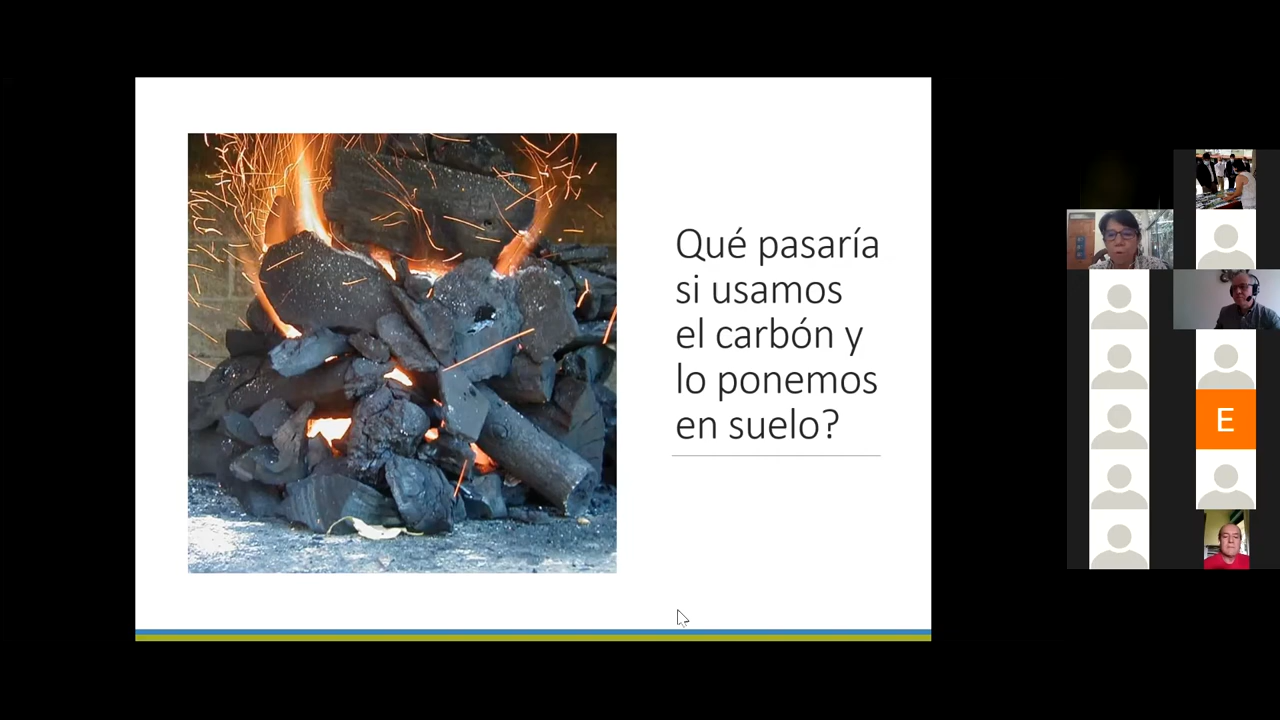 Qué pasaría
si usamos
el carbón y
lo ponemos
en suelo?
E